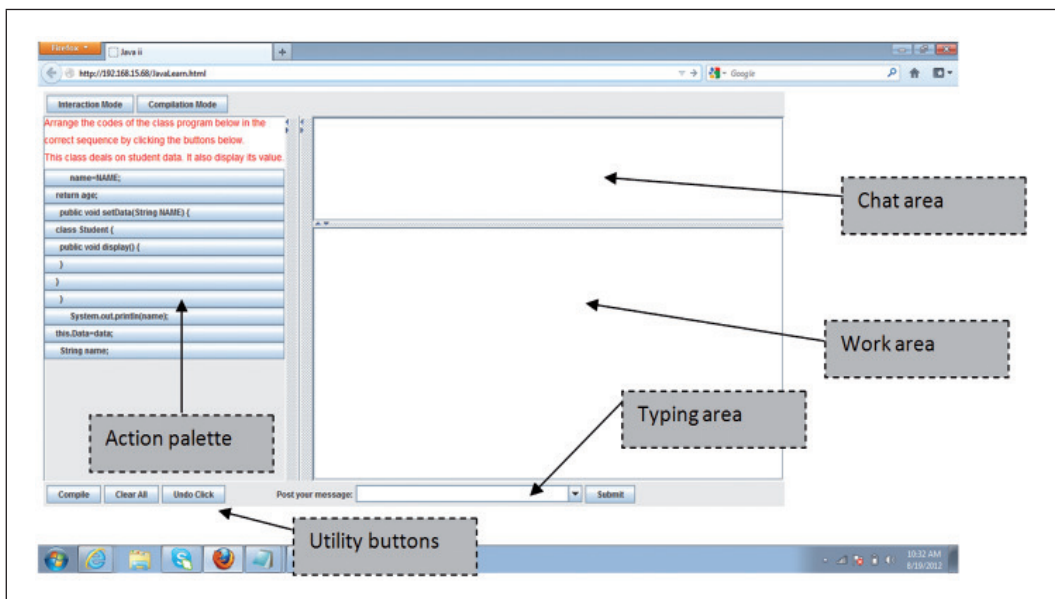 Firefox
Java ii
http://192.168.15.68/JavaLearn.html
Google
Interaction Mode
Compilation Mode
Arrange the codes of the class program below in the
correct sequence by clicking the buttons below.
This class deals on student data. It also display its value.
name=NAME;
return age;
public void setData(String NAME) {
class Student {
public void display() {
}
}
}
System.out.println(name);
this.Data=data;
String name;
Chat area
Work area
Typing area
Action palette
Compile
Clear All
Undo Click
Post your message:
Submit
Utility buttons
10:32 AM
8/19/2012